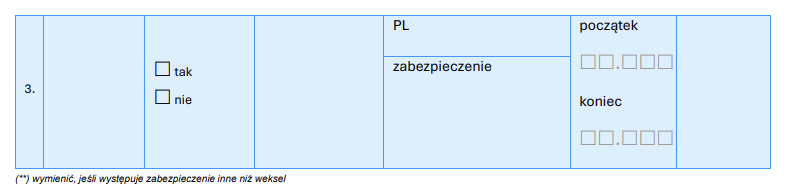 PL
początek
zabezpieczenie
☐ tak
☐☐.☐☐☐
3.
☐ nie
koniec
☐☐.☐☐☐
(**) wymienić, jeśli występuje zabezpieczenie inne niż weksel